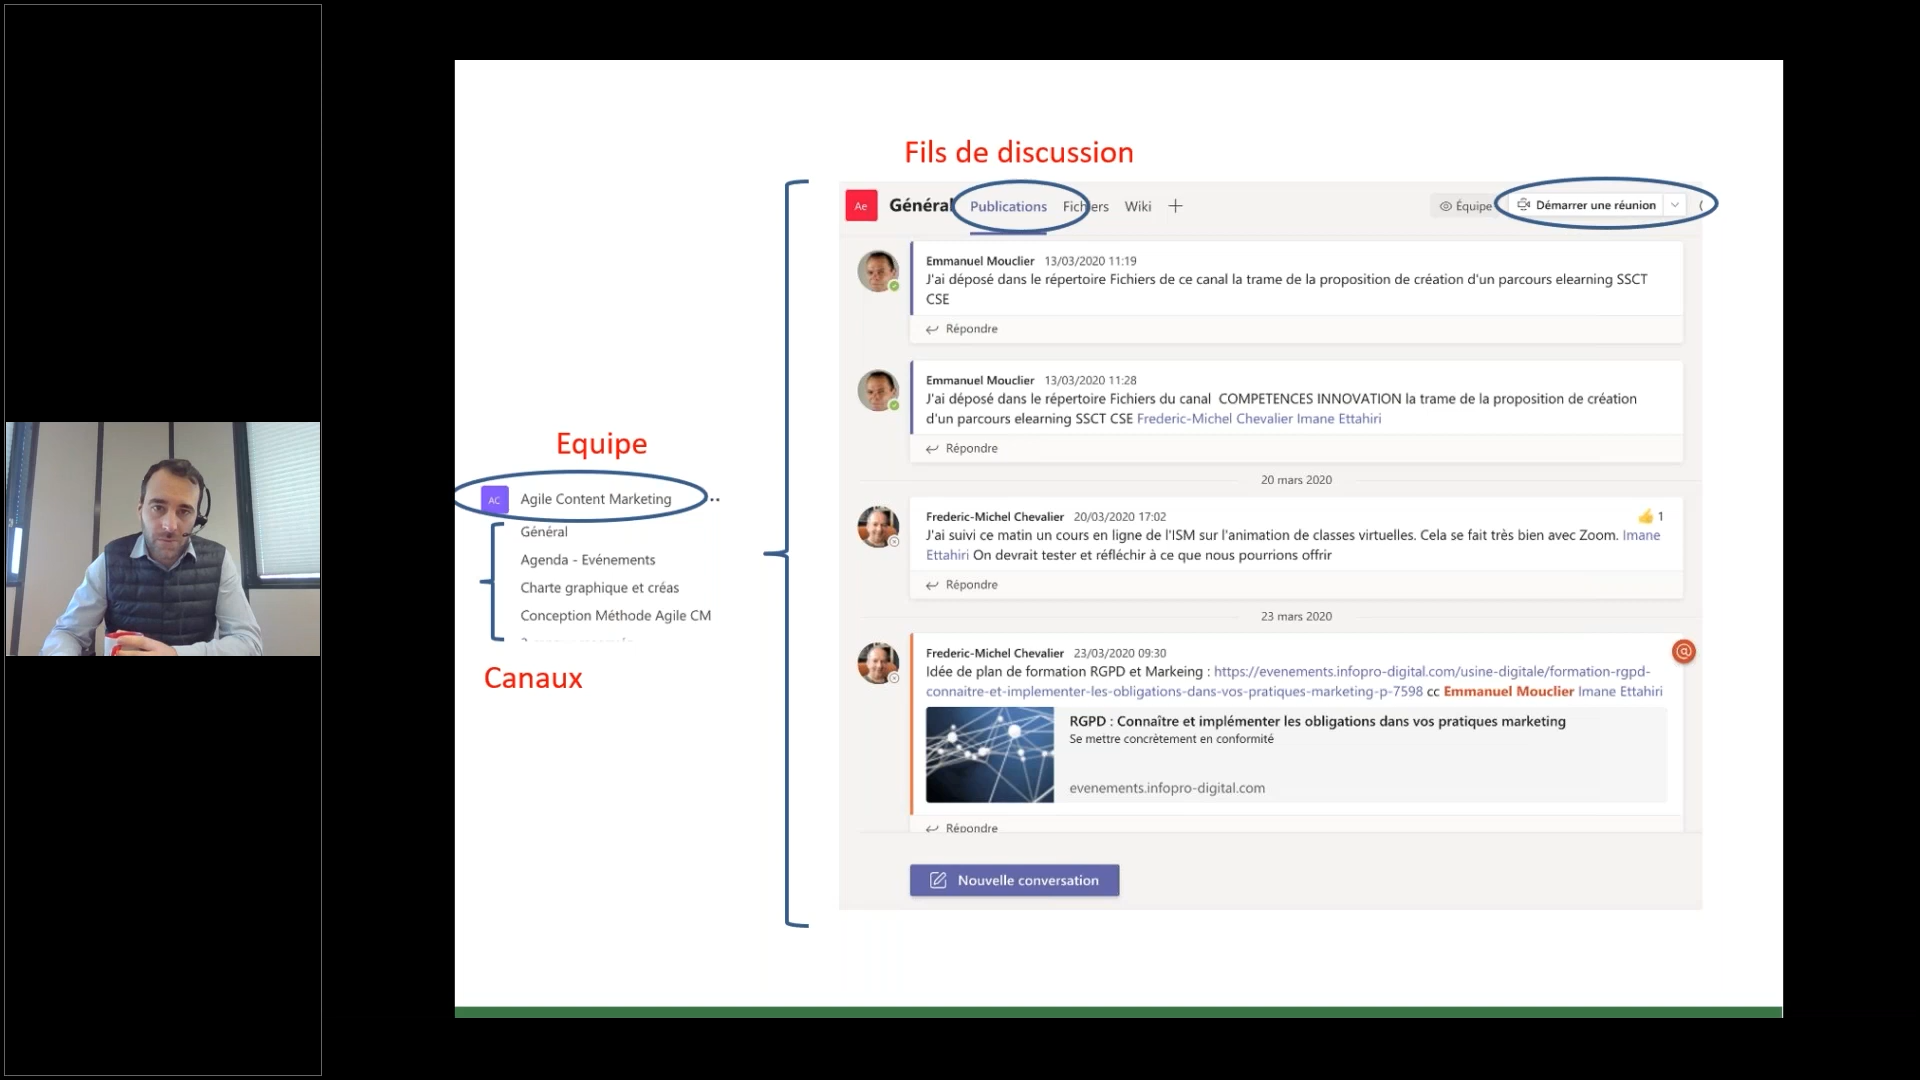 Fils de discussion
Ae Général Publications Fichiers Wiki
Équipe Démarrer une réunion
Emmanuel Mouclier 13/03/2020 11:19
J'ai déposé dans le répertoire Fichiers de ce canal la trame de la proposition de création d'un parcours elearning SSCT
CSE
Répondre
Emmanuel Mouclier 13/03/2020 11:28
J'ai déposé dans le répertoire Fichiers du canal COMPETENCES INNOVATION la trame de la proposition de création
d'un parcours elearning SSCT CSE Frederic-Michel Chevalier Imane Ettahiri
Répondre
20 mars 2020
Frederic-Michel Chevalier 20/03/2020 17:02
1
J'ai suivi ce matin un cours en ligne de l'ISM sur l'animation de classes virtuelles. Cela se fait très bien avec Zoom. Imane
Ettahiri On devrait tester et réfléchir à ce que nous pourrions offrir
Répondre
23 mars 2020
Frederic-Michel Chevalier 23/03/2020 09:30
@
Idée de plan de formation RGPD et Markeing : https://evenements.infopro-digital.com/usine-digitale/formation-rgpd-
connaitre-et-implementer-les-obligations-dans-vos-pratiques-marketing-p-7598 cc Emmanuel Mouclier Imane Ettahiri
RGPD : Connaître et implémenter les obligations dans vos pratiques marketing
Se mettre concrètement en conformité
evenements.infopro-digital.com
Répondre
Nouvelle conversation
Equipe
AC Agile Content Marketing ..
Général
Agenda - Evénements
Charte graphique et créas
Conception Méthode Agile CM
Canaux